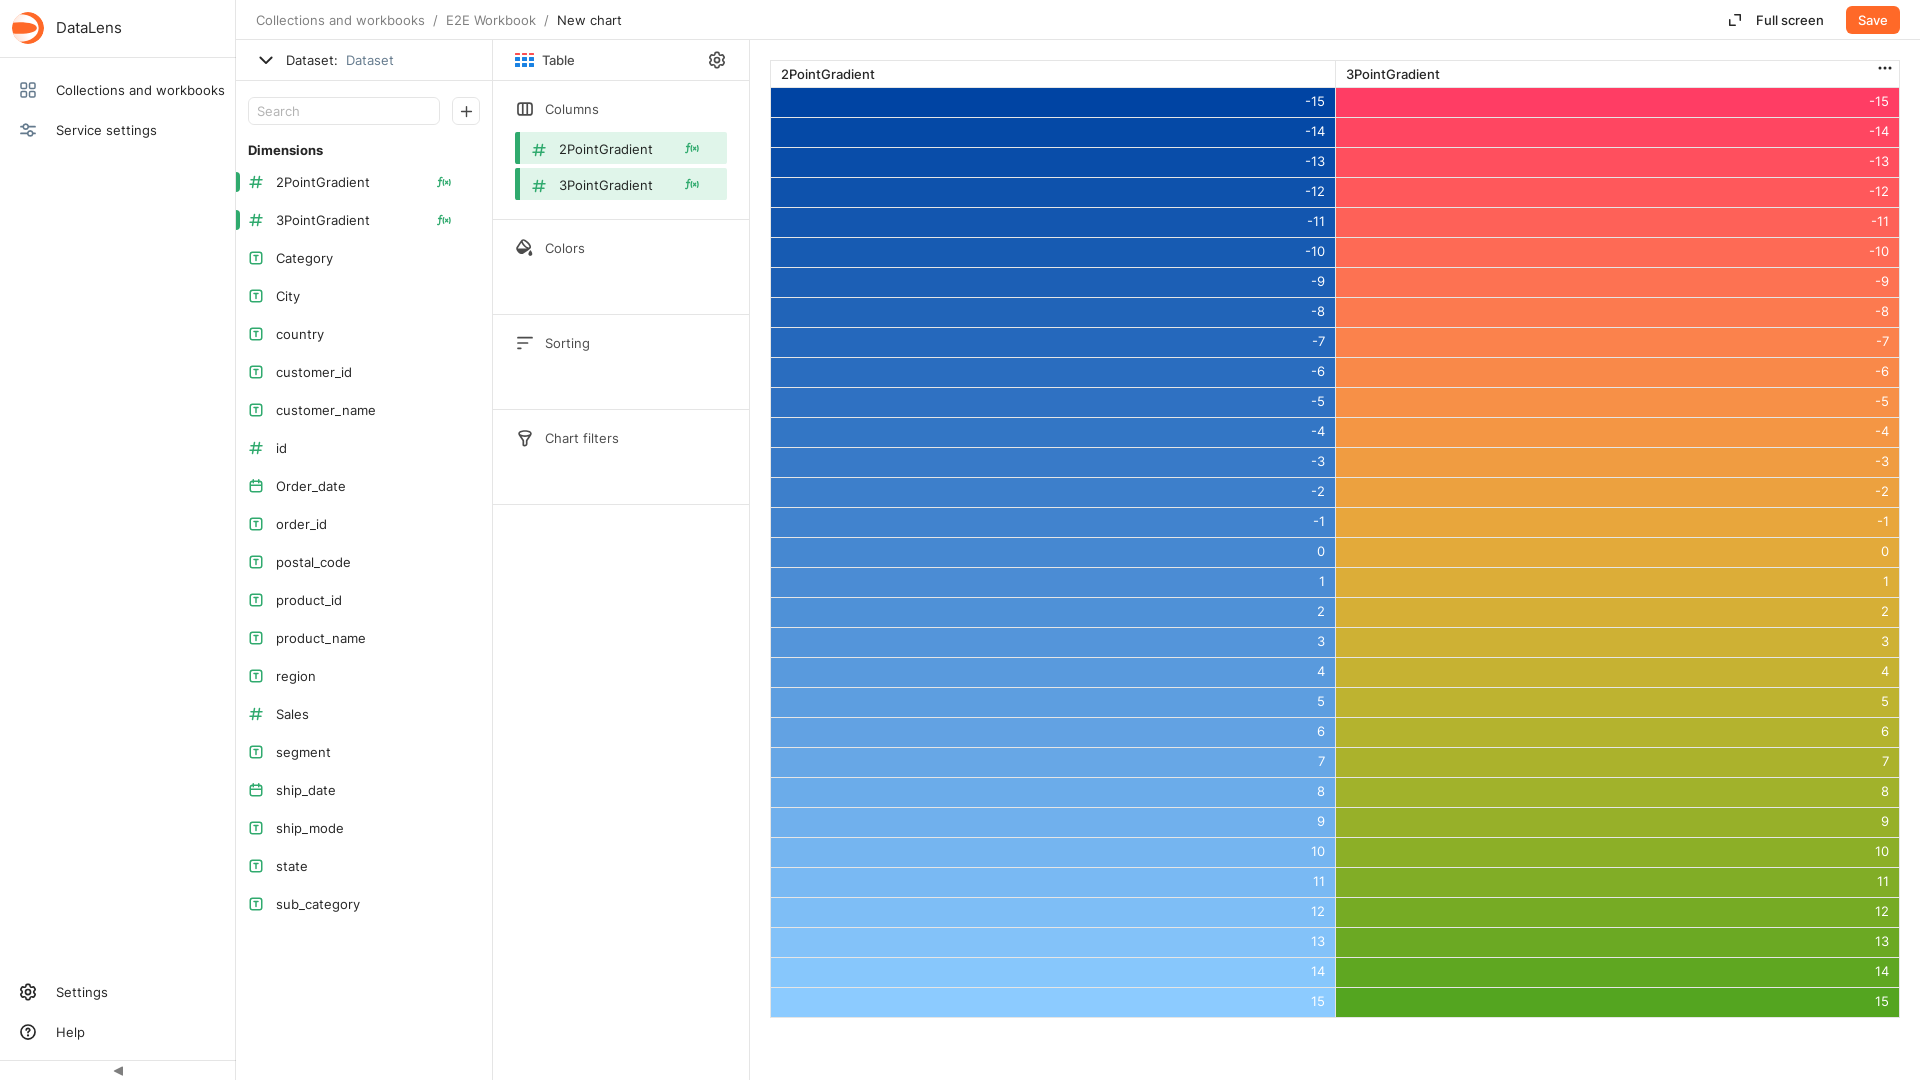 DataLens
Collections and workbooks
Service settings
Settings
Help
Collections and workbooks / E2E Workbook / New chart
Full screen
Save
Dataset: Dataset
Search
Dimensions
2PointGradient
3PointGradient
Category
City
country
customer_id
customer_name
id
Order_date
order_id
postal_code
product_id
product_name
region
Sales
segment
ship_date
ship_mode
state
sub_category
Table
Columns
2PointGradient
3PointGradient
Colors
Sorting
Chart filters
2PointGradient 3PointGradient
-15 -15
-14 -14
-13 -13
-12 -12
-11 -11
-10 -10
-9 -9
-8 -8
-7 -7
-6 -6
-5 -5
-4 -4
-3 -3
-2 -2
-1 -1
0 0
1 1
2 2
3 3
4 4
5 5
6 6
7 7
8 8
9 9
10 10
11 11
12 12
13 13
14 14
15 15